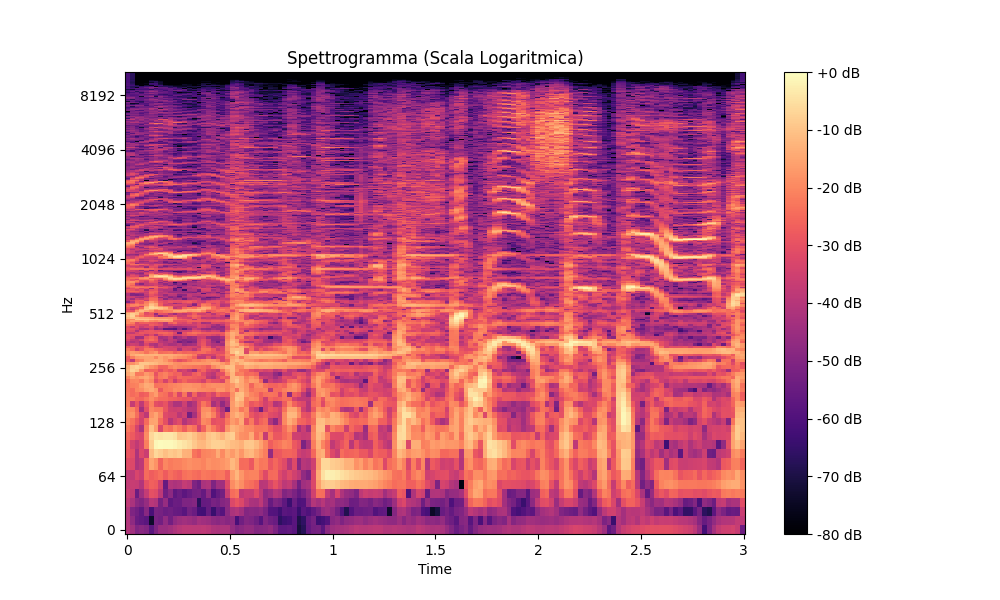 Spettrogramma (Scala Logaritmica)
Hz
8192
4096
2048
1024
512
256
128
64
0
0
0.5
1
1.5
2
2.5
3
Time
+0 dB
-10 dB
-20 dB
-30 dB
-40 dB
-50 dB
-60 dB
-70 dB
-80 dB